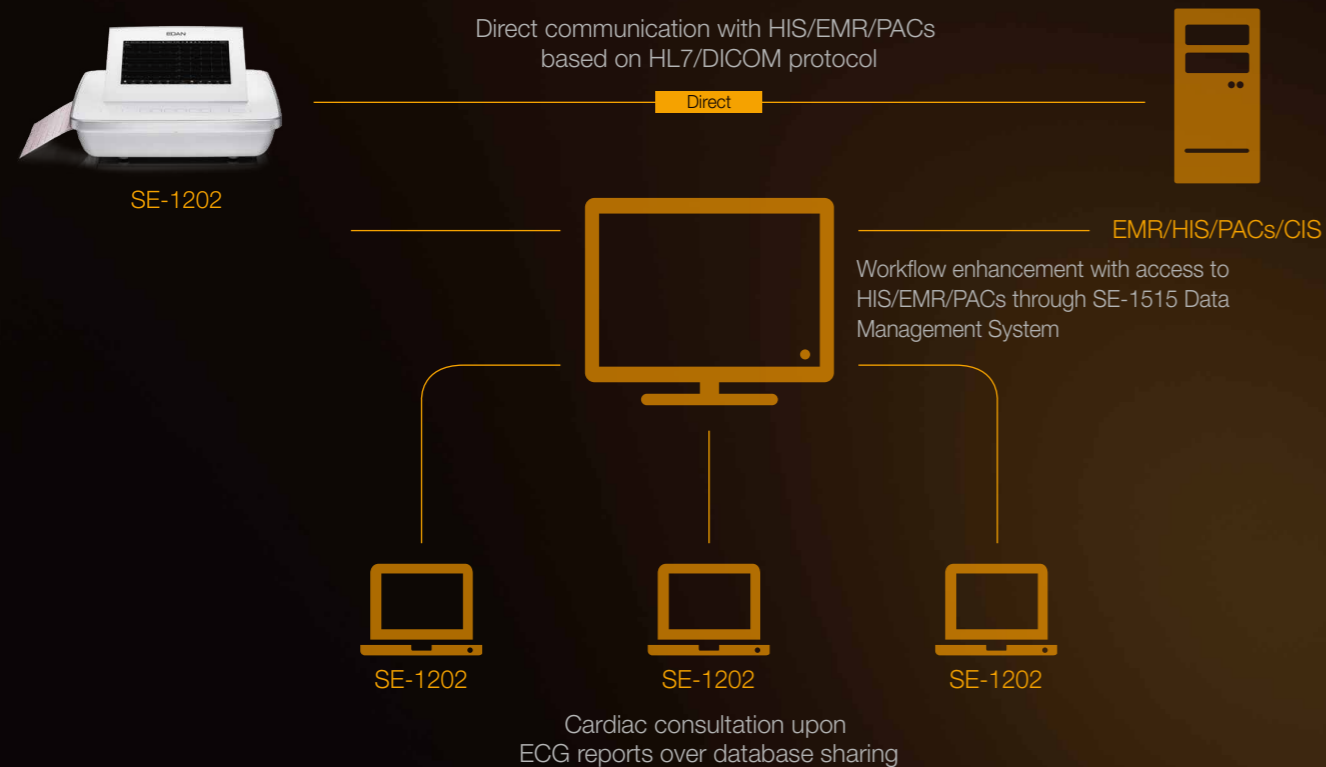 EDAN
Direct communication with HIS/EMR/PACs
based on HL7/DICOM protocol
Direct
SE-1202
EMR/HIS/PACs/CIS
Workflow enhancement with access to
HIS/EMR/PACs through SE-1515 Data
Management System
SE-1202
SE-1202
SE-1202
Cardiac consultation upon
ECG reports over database sharing